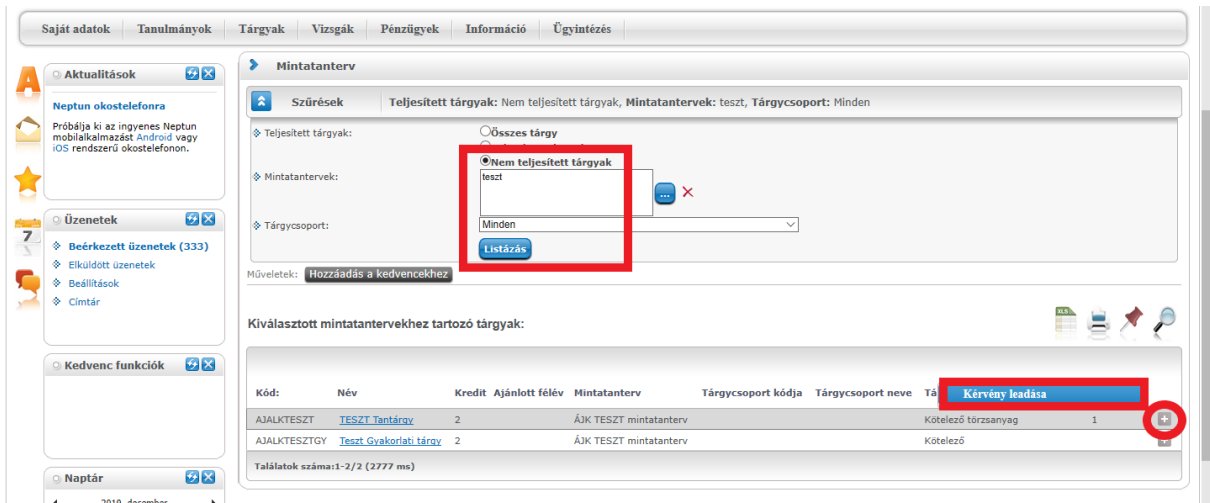 Saját adatok Tanulmányok Tárgyak Vizsgák Pénzügyek Információ Ügyintézés
Aktualitások
Neptun okostelefonra
Próbálja ki az ingyenes Neptun
mobilalkalmazást Android vagy
iOS rendszerű okostelefonon.
Üzenetek
7
Beérkezett üzenetek (333)
Elküldött üzenetek
Beállítások
Címtár
Kedvenc funkciók
Naptár
2019. december
Mintatanterv
Szűrések Teljesített tárgyak: Nem teljesített tárgyak, Mintatantervek: teszt, Tárgycsoport: Minden
Teljesített tárgyak: Összes tárgy
Nem teljesített tárgyak
Mintatantervek: teszt
...
Tárgycsoport: Minden
Listázás
Műveletek: Hozzáadás a kedvencekhez
Kiválasztott mintatantervekhez tartozó tárgyak:
XLS
Kód: Név Kredit Ajánlott félév Mintatanterv Tárgycsoport kódja Tárgycsoport neve Tá Kérvény leadása
AJALKTESZT TESZT Tantárgy 2 ÁJK TESZT mintatanterv Kötelező törzsanyag 1
AJALKTESZTGY Teszt Gyakorlati tárgy 2 ÁJK TESZT mintatanterv Kötelező
Találatok száma:1-2/2 (2777 ms)